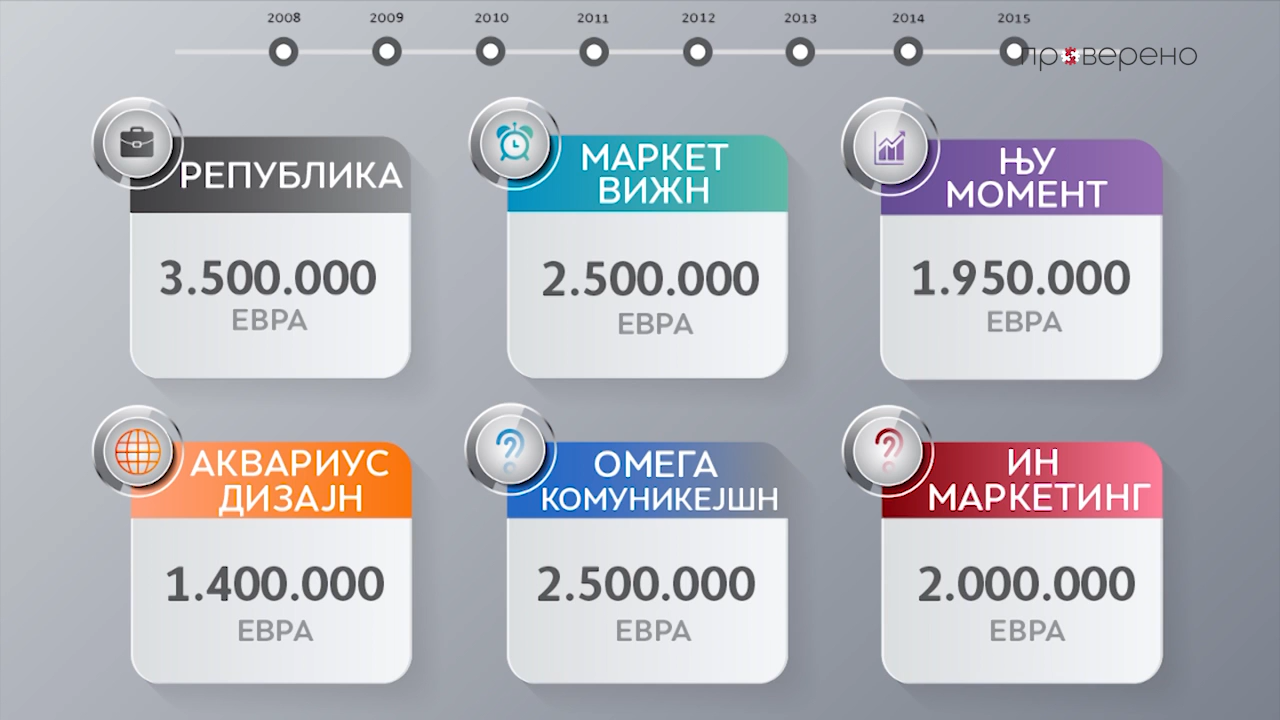 2008 2009 2010 2011 2012 2013 2014 2015
проверено
РЕПУБЛИКА
3.500.000
ЕВРА
МАРКЕТ
ВИЖН
2.500.000
ЕВРА
ЊУ
МОМЕНТ
1.950.000
ЕВРА
АКВАРИУС
ДИЗАЈН
1.400.000
ЕВРА
ОМЕГА
КОМУНИКЕЈШН
2.500.000
ЕВРА
ИН
МАРКЕТИНГ
2.000.000
ЕВРА